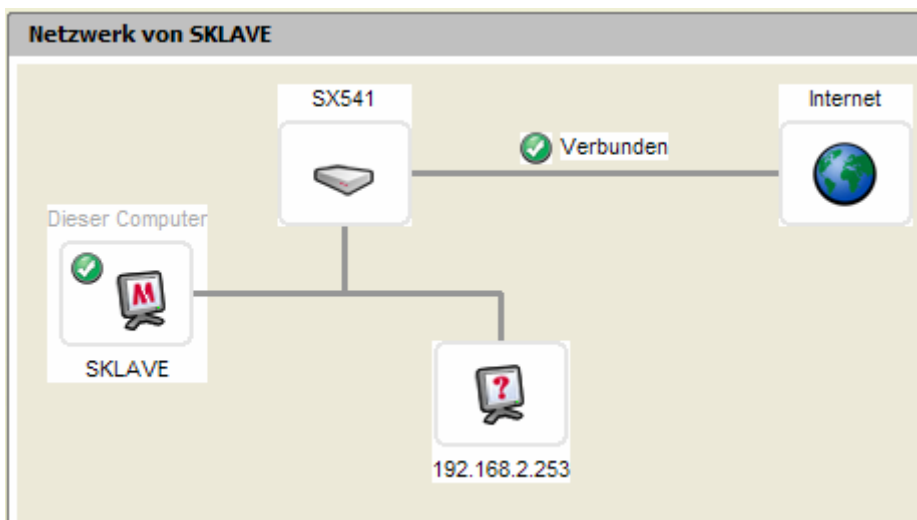 Netzwerk von SKLAVE
SX541
Internet
Verbunden
Dieser Computer
M
SKLAVE
?
192.168.2.253